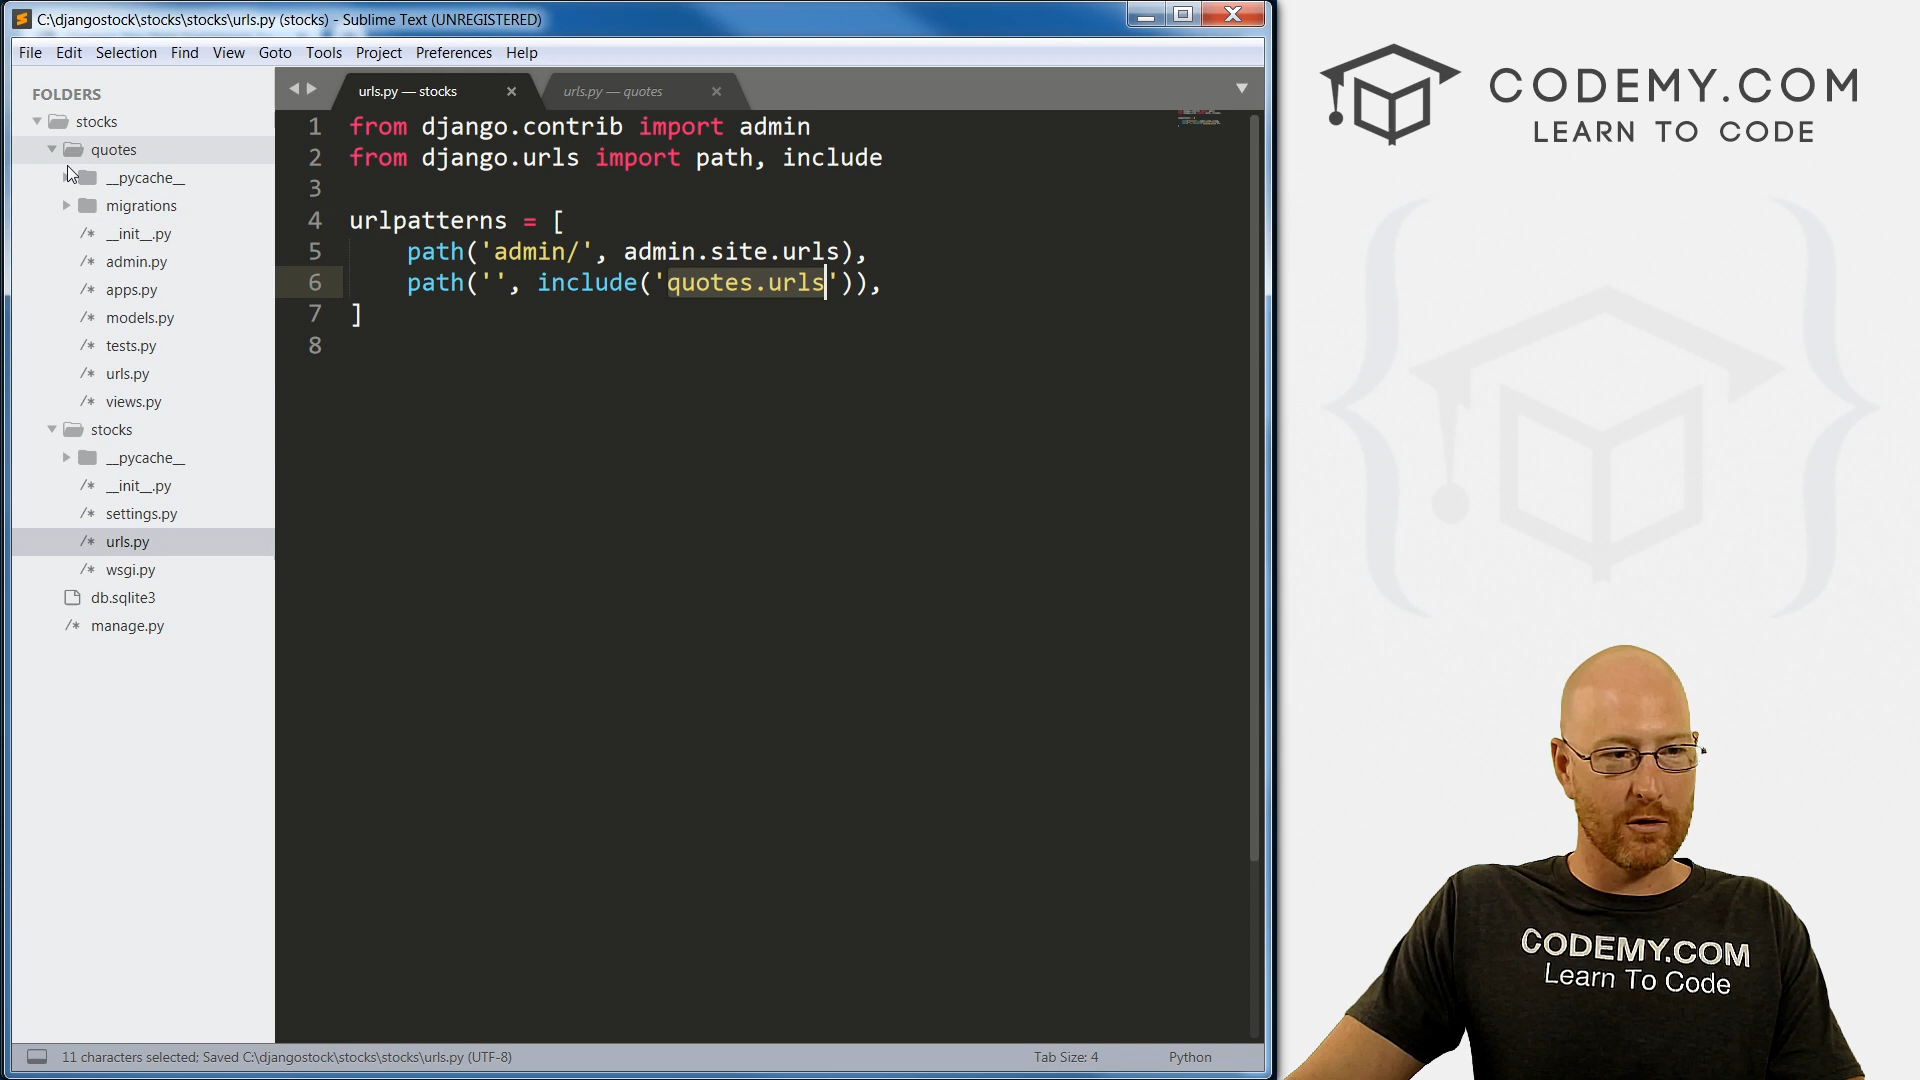 C:\djangostock\stocks\stocks\urls.py (stocks) - Sublime Text (UNREGISTERED)
File Edit Selection Find View Goto Tools Project Preferences Help
FOLDERS
stocks
quotes
__pycache__
migrations
/* __init__.py
/* admin.py
/* apps.py
/* models.py
/* tests.py
/* urls.py
/* views.py
stocks
__pycache__
/* __init__.py
/* settings.py
/* urls.py
/* wsgi.py
db.sqlite3
/* manage.py
urls.py — stocks urls.py — quotes
1 from django.contrib import admin
2 from django.urls import path, include
3
4 urlpatterns = [
5 path('admin/', admin.site.urls),
6 path('', include('quotes.urls')),
7 ]
8
11 characters selected; Saved C:\djangostock\stocks\stocks\urls.py (UTF-8) Tab Size: 4 Python
CODEMY.COM
LEARN TO CODE
CODEMY.COM
Learn To Code